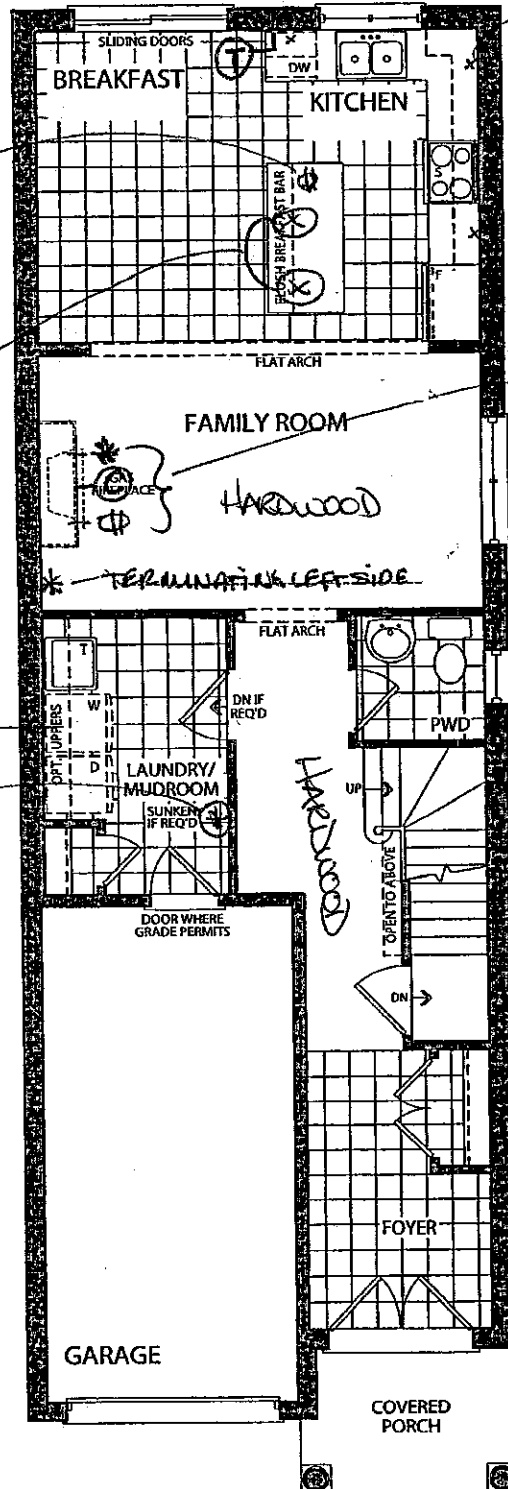 SLIDING DOORS
T
BREAKFAST
DW
KITCHEN
S
FLUSH BREAKFAST BAR
F
FLAT ARCH
FAMILY ROOM
GAS
FIREPLACE
HARDWOOD
TERMINATING LEFT SIDE
FLAT ARCH
T
W
DN IF
REQ'D
PWD
OPT. UPPERS
D
LAUNDRY/
MUDROOM
UP
SUNKEN
IF REQ'D
HARDWOOD
OPEN TO ABOVE
DOOR WHERE
GRADE PERMITS
DN
FOYER
GARAGE
COVERED
PORCH